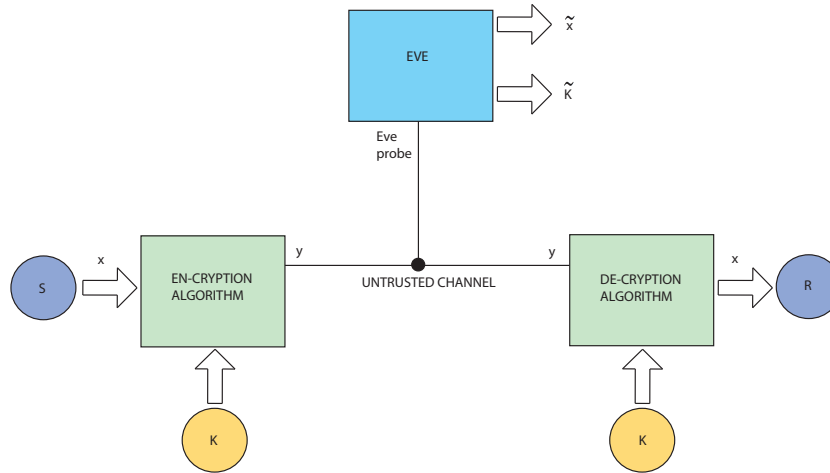 x̃
EVE
K̃
Eve
probe
x
y
y
x
EN-CRYPTION
ALGORITHM
DE-CRYPTION
ALGORITHM
S
UNTRUSTED CHANNEL
R
K
K